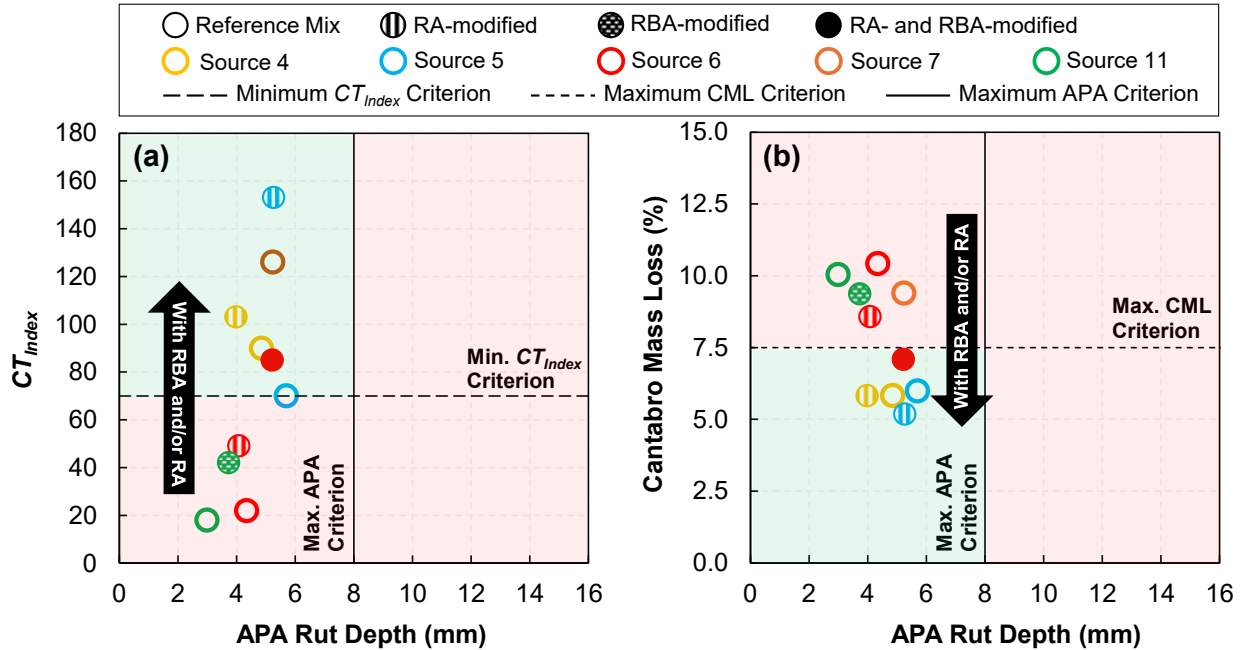 Reference Mix RA-modified RBA-modified RA- and RBA-modified
Source 4 Source 5 Source 6 Source 7 Source 11
Minimum CT_Index Criterion Maximum CML Criterion Maximum APA Criterion
(a)
CT_Index
180
160
140
120
100
80
60
40
20
0
With RBA and/or RA
Min. CT_Index
Criterion
Max. APA
Criterion
0 2 4 6 8 10 12 14 16
APA Rut Depth (mm)
(b)
Cantabro Mass Loss (%)
15.0
12.5
10.0
7.5
5.0
2.5
0.0
With RBA and/or RA
Max. CML
Criterion
Max. APA
Criterion
0 2 4 6 8 10 12 14 16
APA Rut Depth (mm)